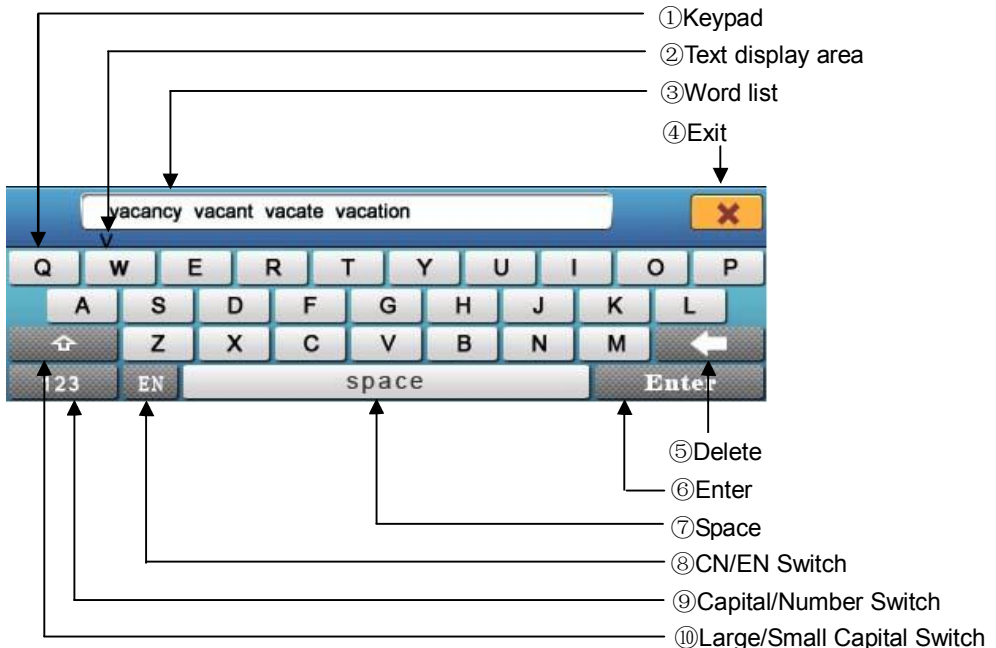 ①Keypad
②Text display area
③Word list
④Exit
vacancy vacant vacate vacation
v
Q W E R T Y U I O P
A S D F G H J K L
Z X C V B N M
123 EN space Enter
⑤Delete
⑥Enter
⑦Space
⑧CN/EN Switch
⑨Capital/Number Switch
⑩Large/Small Capital Switch